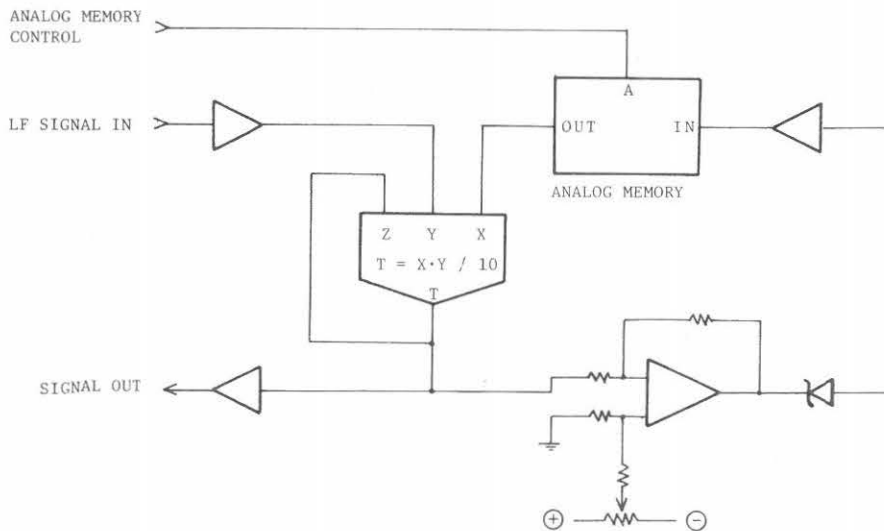 ANALOG MEMORY
CONTROL
A
LF SIGNAL IN
OUT IN
ANALOG MEMORY
Z Y X
T = X·Y / 10
T
SIGNAL OUT
+ −